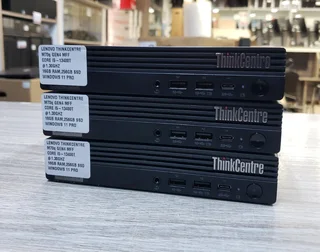 LENOVO THINKCENTRE
M70q GEN4 MFF
CORE i5 -13400T
@1.30GHZ
16GB RAM,256GB SSD
WINDOWS 11 PRO
ThinkCentre
LENOVO THINKCENTRE
M70q GEN4 MFF
CORE i5 -13400T
@1.30GHZ
16GB RAM,256GB SSD
WINDOWS 11 PRO
ThinkCentre
LENOVO THINKCENTRE
M70q GEN4 MFF
CORE i5 -13400T
@1.30GHZ
16GB RAM,256GB SSD
WINDOWS 11 PRO
ThinkCentre